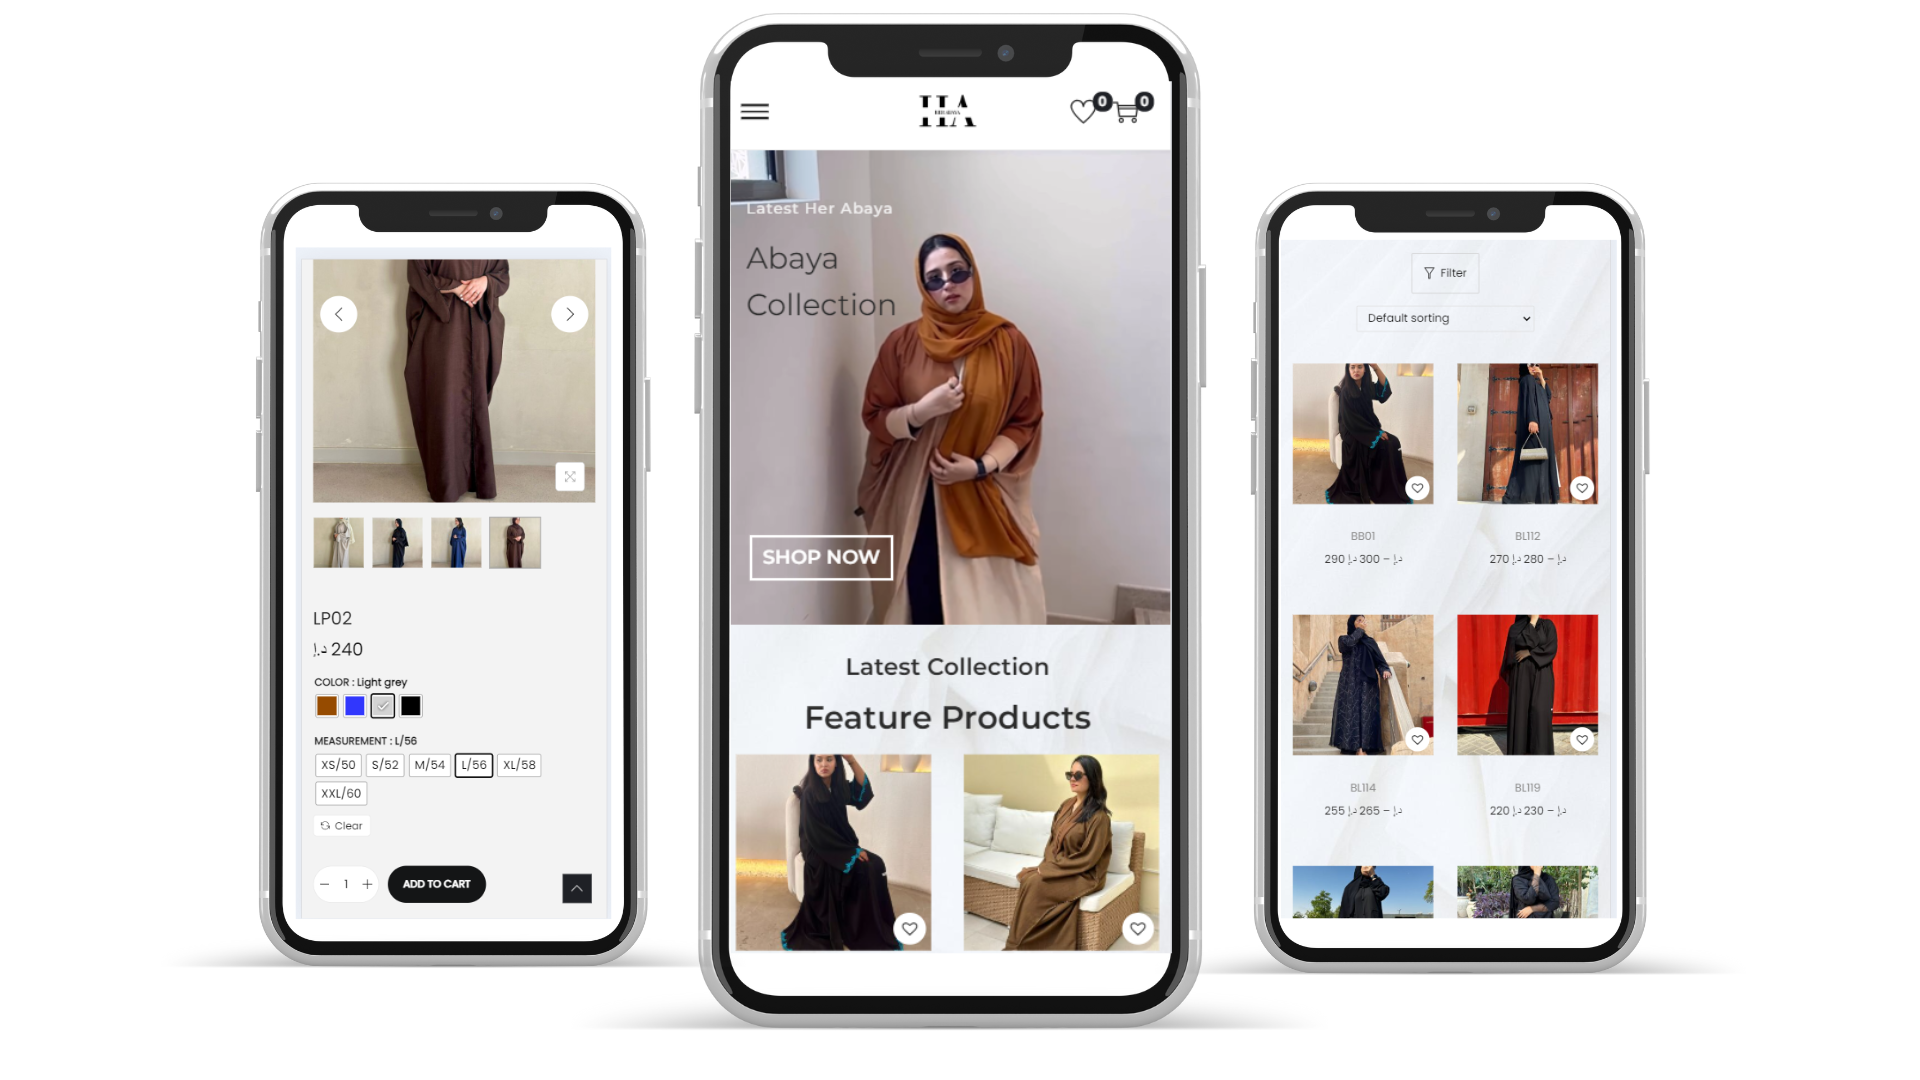 LP02
د.إ 240
COLOR : Light grey
MEASUREMENT : L/56
XS/50 S/52 M/54 L/56 XL/58
XXL/60
Clear
− 1 + ADD TO CART
HA
0 0
Latest Her Abaya
Abaya
Collection
SHOP NOW
Latest Collection
Feature Products
Filter
Default sorting
BB01 BL112
290 د.إ – 300 د.إ 270 د.إ – 280 د.إ
BL114 BL119
255 د.إ – 265 د.إ 220 د.إ – 230 د.إ